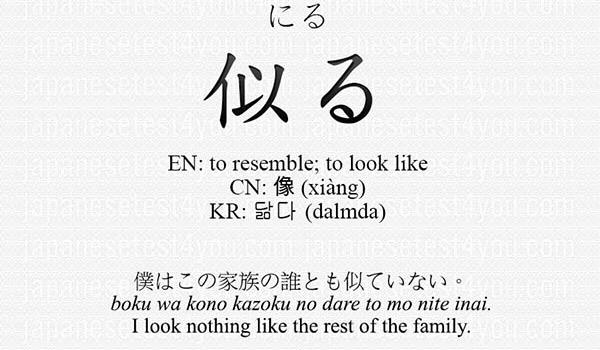 にる
似る
EN: to resemble; to look like
CN: 像 (xiàng)
KR: 닮다 (dalmda)
僕はこの家族の誰とも似ていない。
boku wa kono kazoku no dare to mo nite inai.
I look nothing like the rest of the family.
japanesetest4you.com